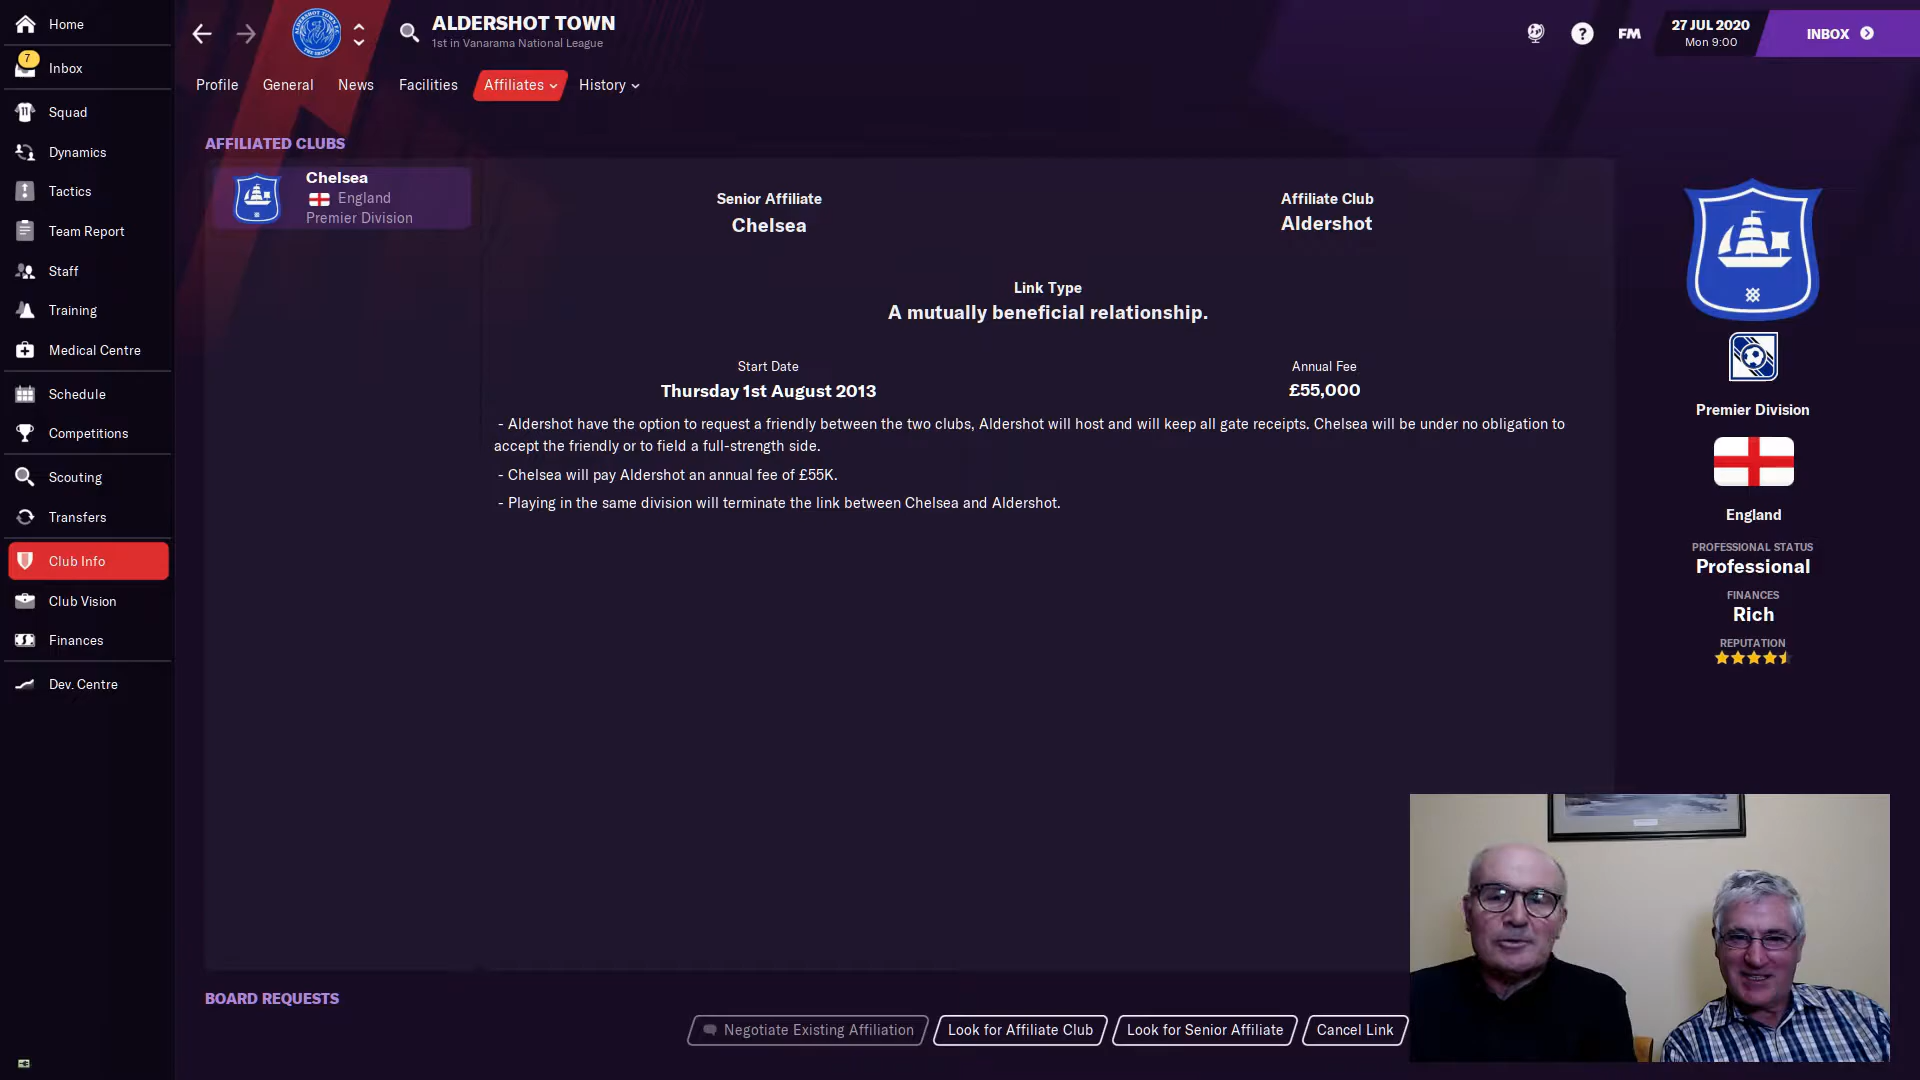 Home
7
Inbox
Squad
Dynamics
Tactics
Team Report
Staff
Training
Medical Centre
Schedule
Competitions
Scouting
Transfers
Club Info
Club Vision
Finances
Dev. Centre
ALDERSHOT TOWN
1st in Vanarama National League
?
FM
27 JUL 2020
Mon 9:00
INBOX
Profile
General
News
Facilities
Affiliates
History
AFFILIATED CLUBS
Chelsea
England
Premier Division
Senior Affiliate
Chelsea
Affiliate Club
Aldershot
Link Type
A mutually beneficial relationship.
Start Date
Thursday 1st August 2013
Annual Fee
£55,000
- Aldershot have the option to request a friendly between the two clubs, Aldershot will host and will keep all gate receipts. Chelsea will be under no obligation to
accept the friendly or to field a full-strength side.
- Chelsea will pay Aldershot an annual fee of £55K.
- Playing in the same division will terminate the link between Chelsea and Aldershot.
Premier Division
England
PROFESSIONAL STATUS
Professional
FINANCES
Rich
REPUTATION
BOARD REQUESTS
Negotiate Existing Affiliation
Look for Affiliate Club
Look for Senior Affiliate
Cancel Link